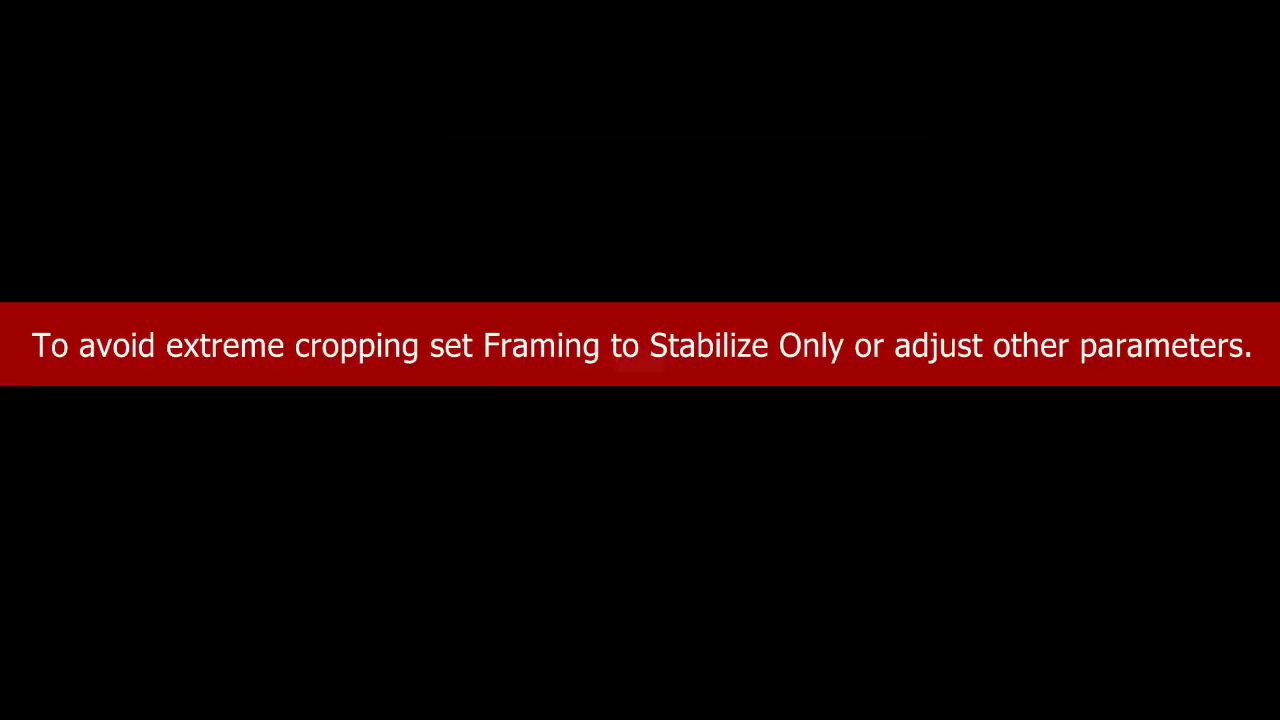 To avoid extreme cropping set Framing to Stabilize Only or adjust other parameters.